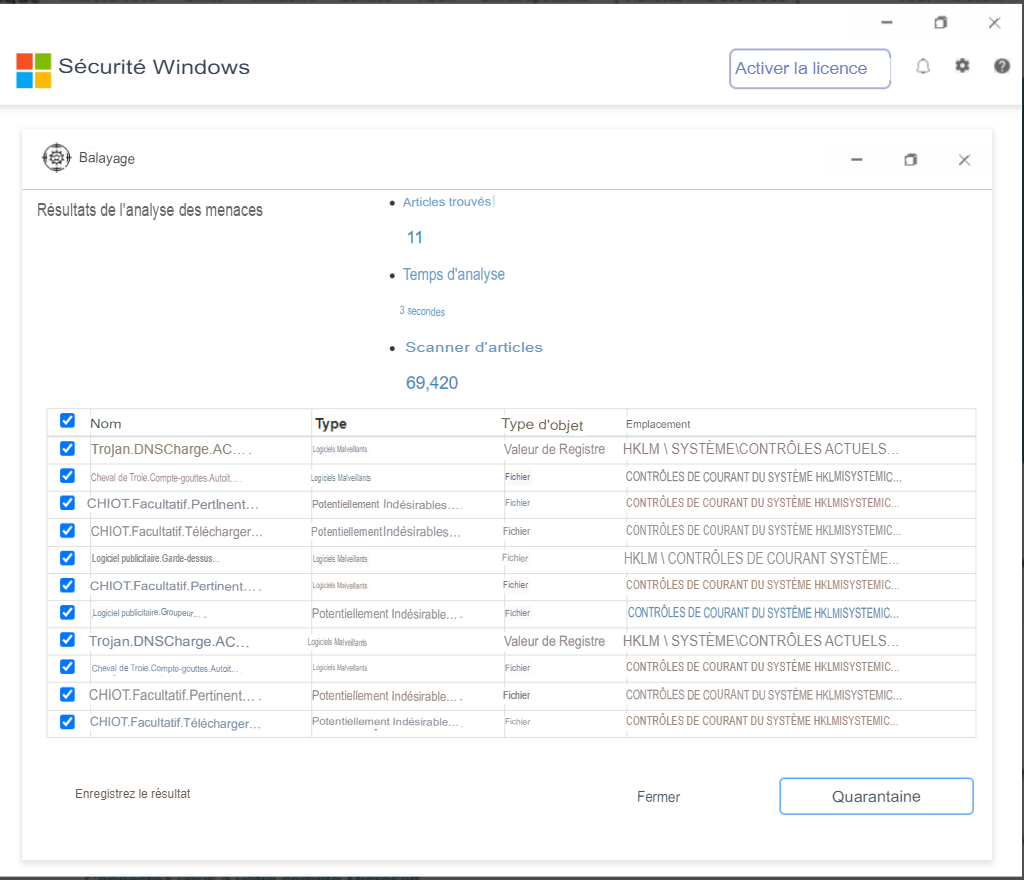 Sécurité Windows
Activer la licence
Balayage
Résultats de l'analyse des menaces
Articles trouvés
11
Temps d'analyse
3 secondes
Scanner d'articles
69,420
Nom Type Type d'objet Emplacement
Trojan.DNSCharge.AC.... Logiciels Malveillants Valeur de Registre HKLM \ SYSTÈME\CONTRÔLES ACTUELS...
Cheval de Troie.Compte-gouttes.Autoit.... Logiciels Malveillants Fichier CONTRÔLES DE COURANT DU SYSTÈME HKLMISYSTEMIC...
CHIOT.Facultatif.PertInent... Potentiellement Indésirables.... Fichier CONTRÔLES DE COURANT DU SYSTÈME HKLMISYSTEMIC...
CHIOT.Facultatif.Télécharger... Potentiellement Indésirables... Fichier CONTRÔLES DE COURANT DU SYSTÈME HKLMISYSTEMIC...
Logiciel publicitaire.Garde-dessus... Logiciels Malveillants Fichier HKLM \ CONTRÔLES DE COURANT SYSTÈME...
CHIOT.Facultatif.Pertinent.... Logiciels Malveillants Fichier CONTRÔLES DE COURANT DU SYSTÈME HKLMISYSTEMIC...
Logiciel publicitaire.Groupeur.... Potentiellement Indésirable.... Fichier CONTRÔLES DE COURANT DU SYSTÈME HKLMISYSTEMIC...
Trojan.DNSCharge.AC... Logiciels Malveillants Valeur de Registre HKLM \ SYSTÈME\CONTRÔLES ACTUELS...
Cheval de Troie.Compte-gouttes.Autoit... Logiciels Malveillants Fichier CONTRÔLES DE COURANT DU SYSTÈME HKLMISYSTEMIC...
CHIOT.Facultatif.Pertinent.... Potentiellement Indésirable.... Fichier CONTRÔLES DE COURANT DU SYSTÈME HKLMISYSTEMIC...
CHIOT.Facultatif.Télécharger... Potentiellement Indésirable.... Fichier CONTRÔLES DE COURANT DU SYSTÈME HKLMISYSTEMIC...
Enregistrez le résultat
Fermer
Quarantaine